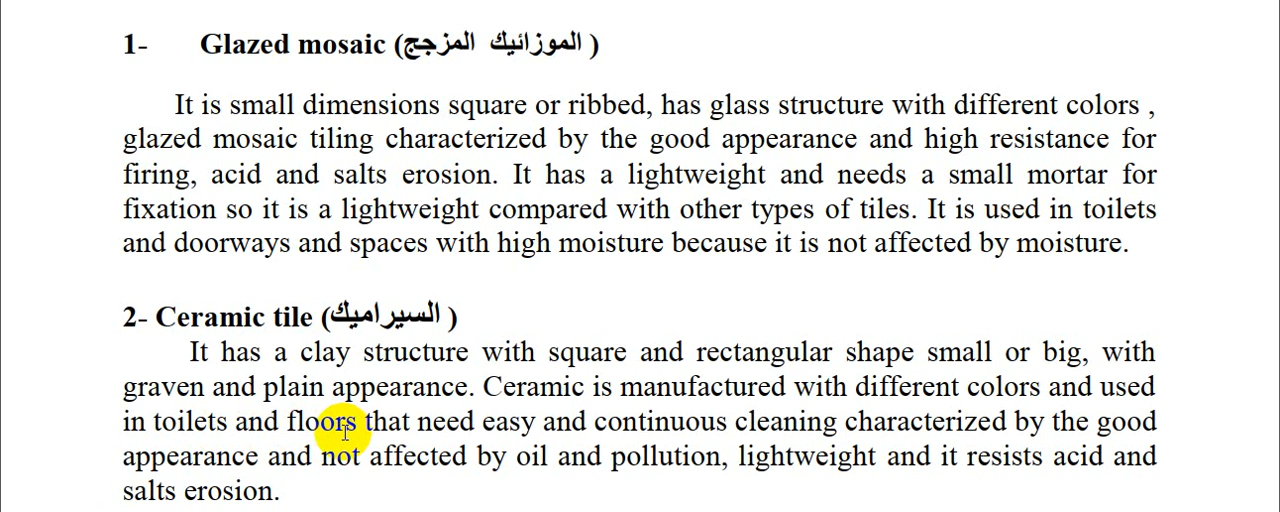 1- Glazed mosaic (الموزائيك المزجج )
It is small dimensions square or ribbed, has glass structure with different colors ,
glazed mosaic tiling characterized by the good appearance and high resistance for
firing, acid and salts erosion. It has a lightweight and needs a small mortar for
fixation so it is a lightweight compared with other types of tiles. It is used in toilets
and doorways and spaces with high moisture because it is not affected by moisture.
2- Ceramic tile (السيراميك )
It has a clay structure with square and rectangular shape small or big, with
graven and plain appearance. Ceramic is manufactured with different colors and used
in toilets and floors that need easy and continuous cleaning characterized by the good
appearance and not affected by oil and pollution, lightweight and it resists acid and
salts erosion.